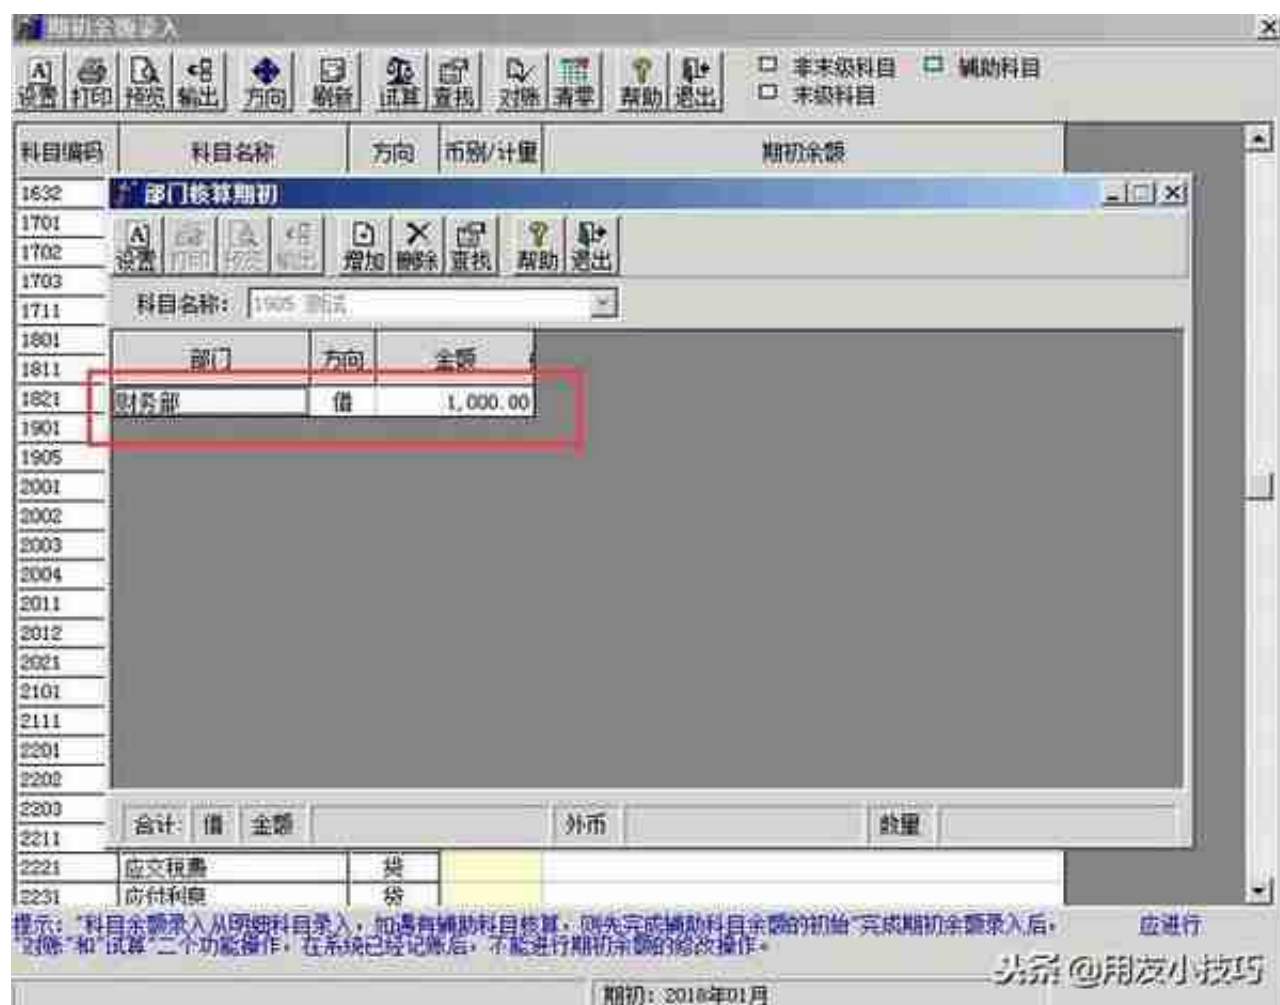 期初余额录入
设置 打印 预览 输出 方向 刷新 试算 查找 对账 清零 帮助 退出
非末级科目 辅助科目
末级科目
科目编码 科目名称 方向 币别/计量 期初余额
1632
部门核算期初
1701
1702
设置 打印 预览 输出 增加 删除 查找 帮助 退出
1703
1711
科目名称: 1905 测试
1801
1811
部门 方向 金额
1821
财务部 借 1,000.00
1901
1905
2001
2002
2003
2004
2011
2012
2021
2101
2111
2201
2202
2203
合计: 借 金额 外币 数量
2211
2221 应交税费 贷
2231 应付利息 贷
提示: "科目余额录入从明细科目录入, 如遇有辅助科目核算, 则先完成辅助科目余额的初始"完成期初余额录入后, 应进行
"对账"和"试算"二个功能操作, 在系统已经记账后, 不能进行期初余额的修改操作。
头条 @用友小技巧
期初: 2018年01月